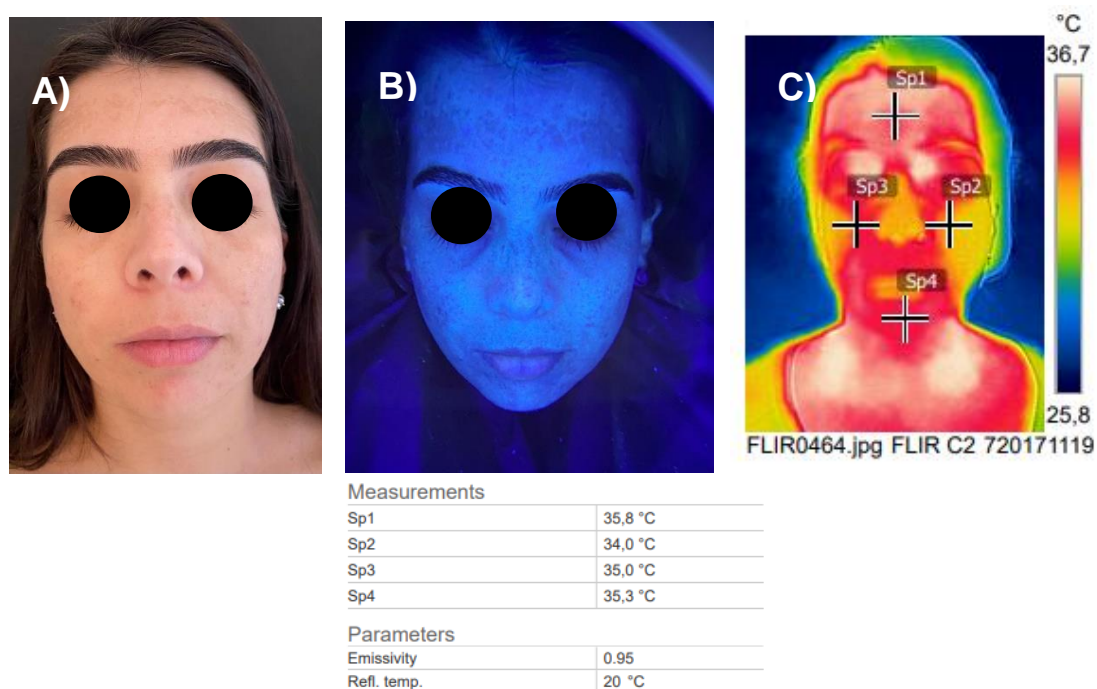 A)
B)
C)
°C
36,7
Sp1
Sp3
Sp2
Sp4
25,8
FLIR0464.jpg FLIR C2 720171119
Measurements
Sp1 35,8 °C
Sp2 34,0 °C
Sp3 35,0 °C
Sp4 35,3 °C
Parameters
Emissivity 0.95
Refl. temp. 20 °C